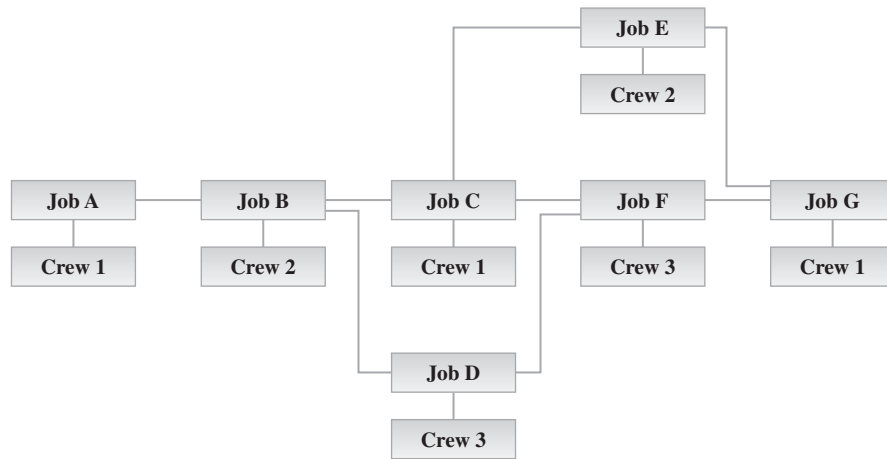 Job E
Crew 2
Job A
Job B
Job C
Job F
Job G
Crew 1
Crew 2
Crew 1
Crew 3
Crew 1
Job D
Crew 3